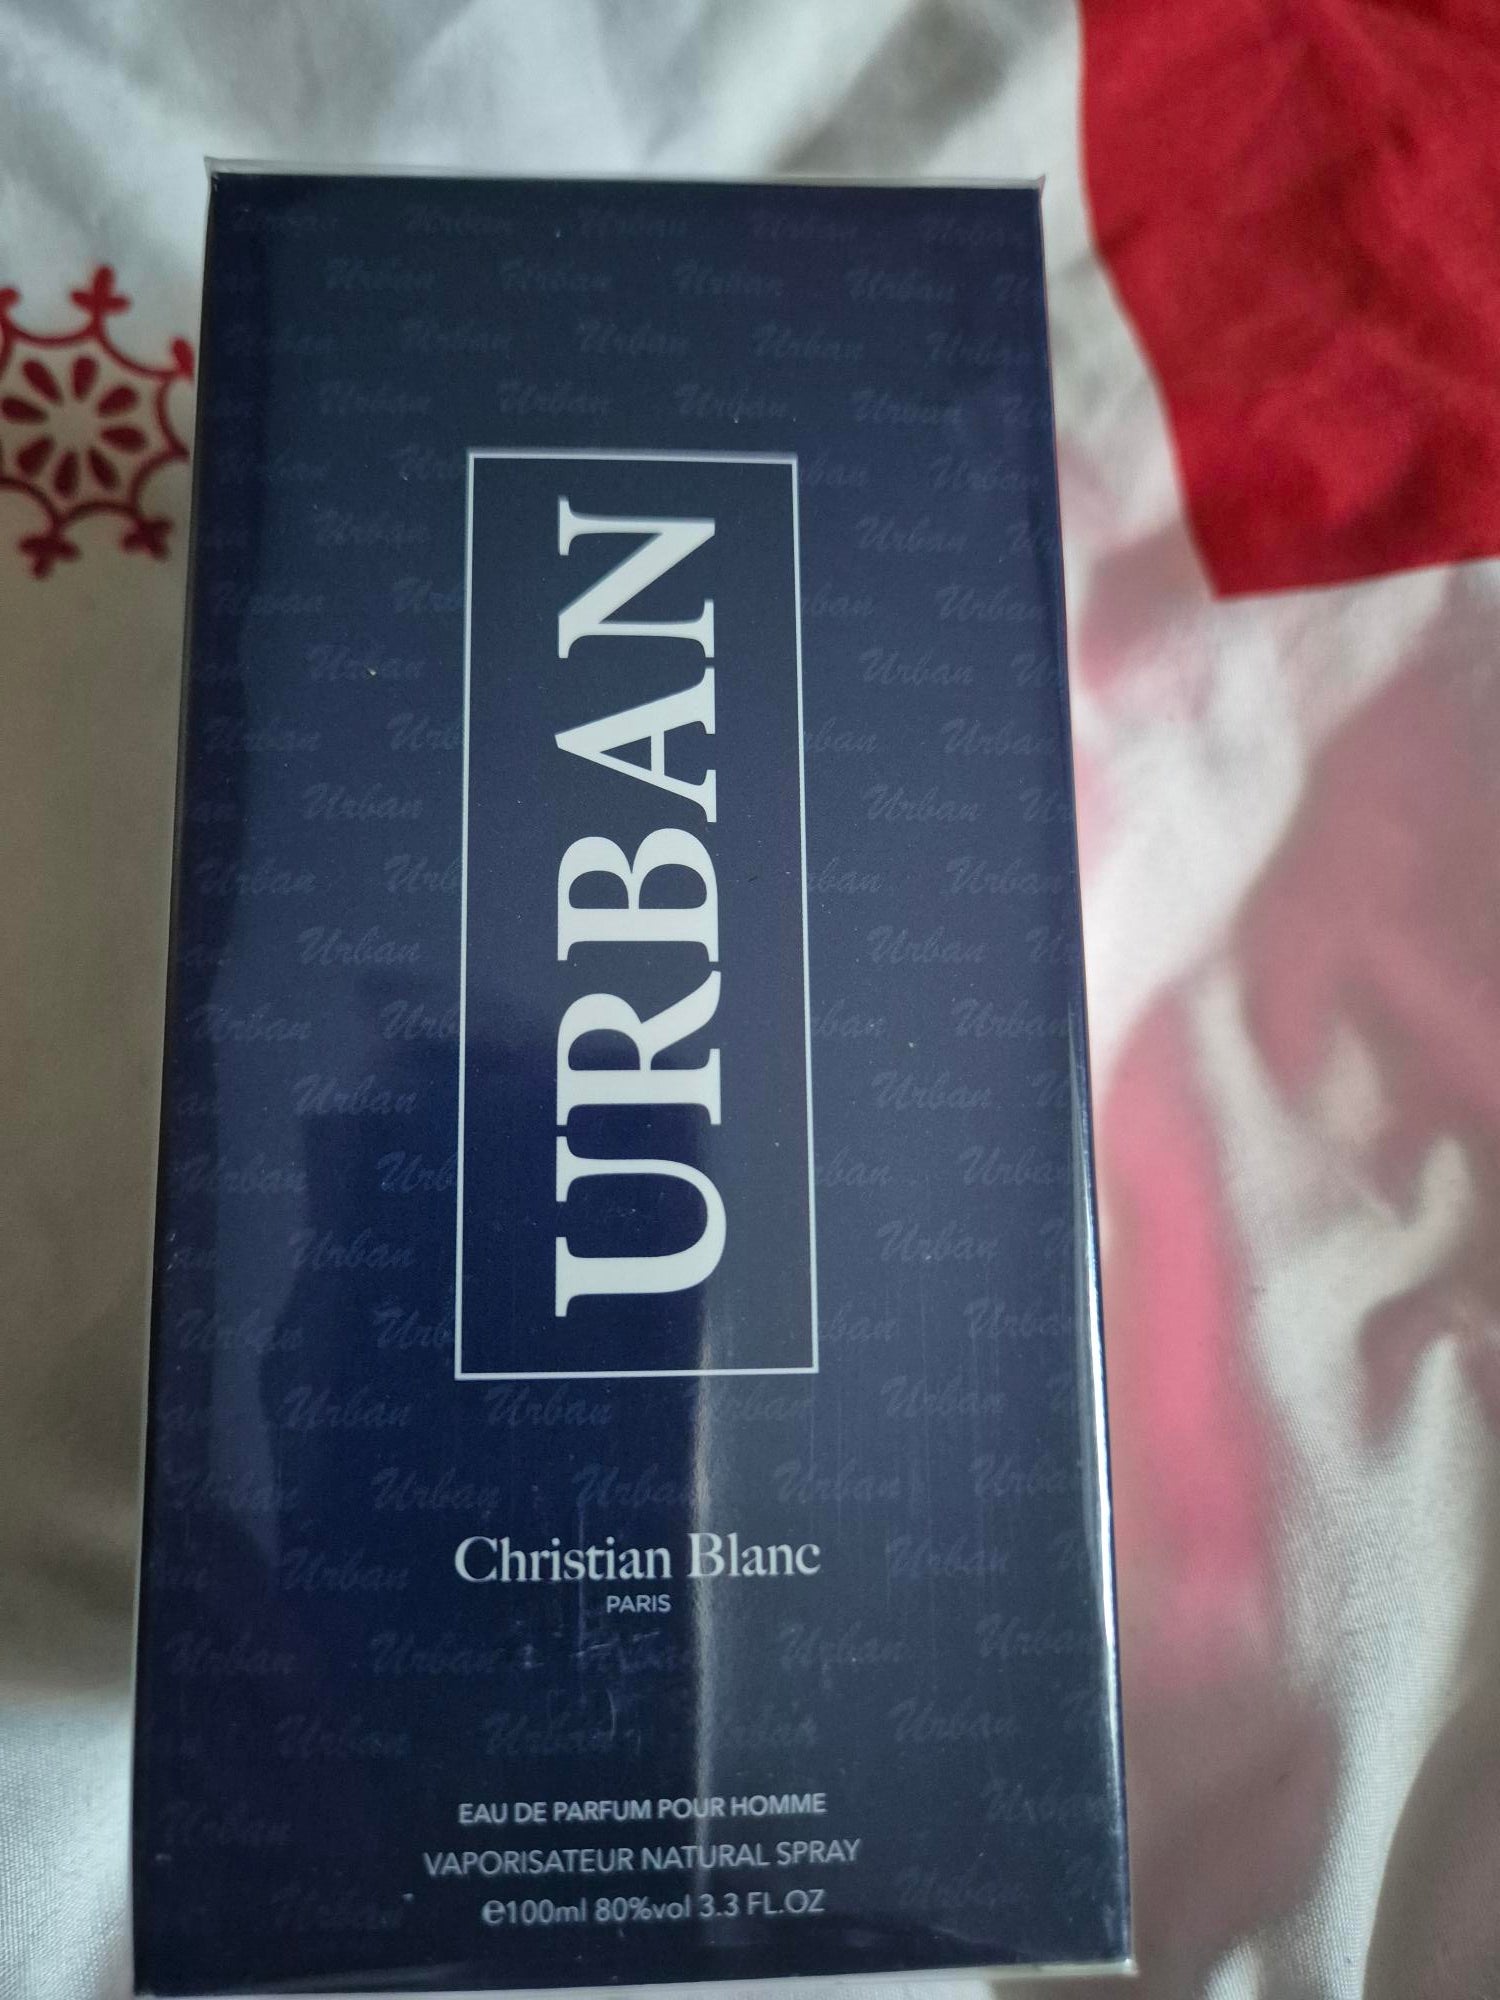 URBAN
Christian Blanc
PARIS
EAU DE PARFUM POUR HOMME
VAPORISATEUR NATURAL SPRAY
℮100ml 80%vol 3.3 FL.OZ